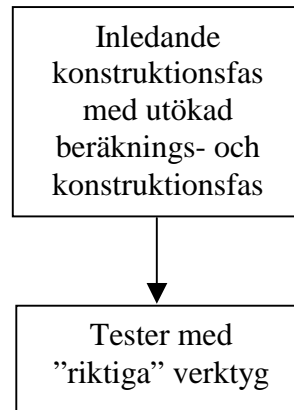 Inledande
konstruktionsfas
med utökad
beräknings- och
konstruktionsfas
Tester med
”riktiga” verktyg